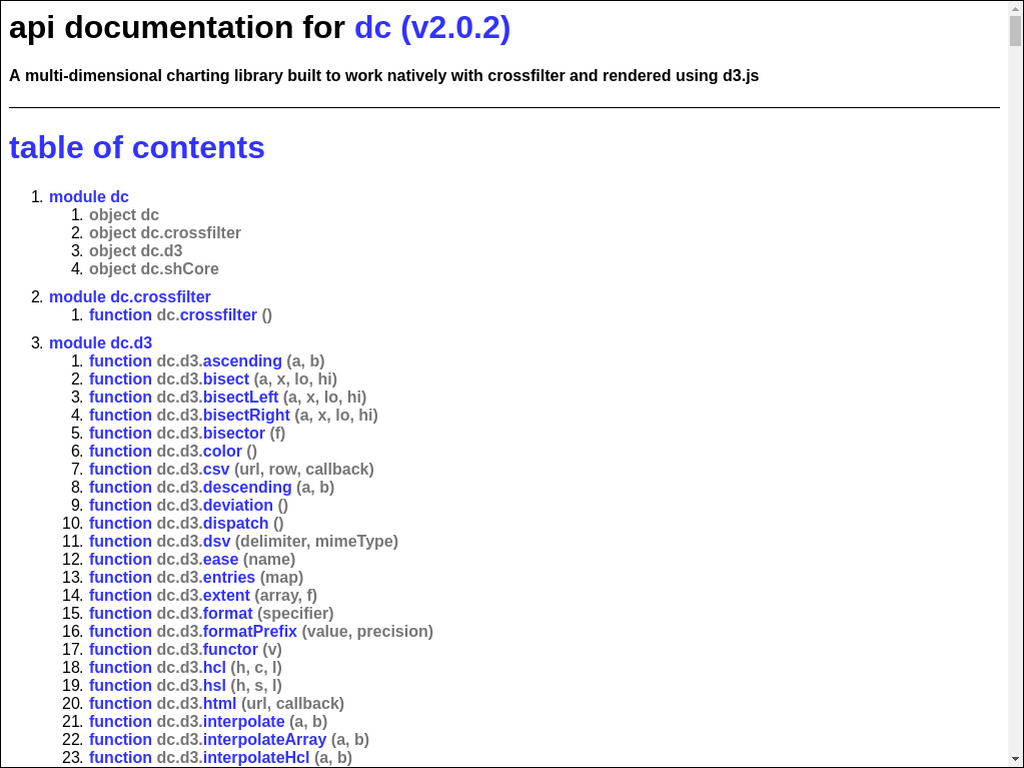 api documentation for dc (v2.0.2)
A multi-dimensional charting library built to work natively with crossfilter and rendered using d3.js
table of contents
1. module dc
1. object dc
2. object dc.crossfilter
3. object dc.d3
4. object dc.shCore
2. module dc.crossfilter
1. function dc.crossfilter ()
3. module dc.d3
1. function dc.d3.ascending (a, b)
2. function dc.d3.bisect (a, x, lo, hi)
3. function dc.d3.bisectLeft (a, x, lo, hi)
4. function dc.d3.bisectRight (a, x, lo, hi)
5. function dc.d3.bisector (f)
6. function dc.d3.color ()
7. function dc.d3.csv (url, row, callback)
8. function dc.d3.descending (a, b)
9. function dc.d3.deviation ()
10. function dc.d3.dispatch ()
11. function dc.d3.dsv (delimiter, mimeType)
12. function dc.d3.ease (name)
13. function dc.d3.entries (map)
14. function dc.d3.extent (array, f)
15. function dc.d3.format (specifier)
16. function dc.d3.formatPrefix (value, precision)
17. function dc.d3.functor (v)
18. function dc.d3.hcl (h, c, l)
19. function dc.d3.hsl (h, s, l)
20. function dc.d3.html (url, callback)
21. function dc.d3.interpolate (a, b)
22. function dc.d3.interpolateArray (a, b)
23. function dc.d3.interpolateHcl (a, b)